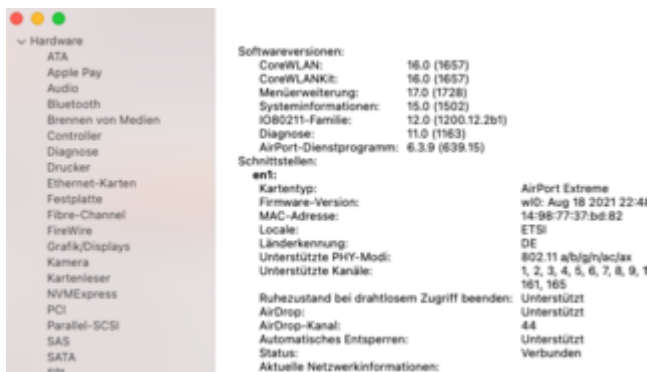 Hardware
ATA
Apple Pay
Audio
Bluetooth
Brennen von Medien
Controller
Diagnose
Drucker
Ethernet-Karten
Festplatte
Fibre-Channel
FireWire
Grafik/Displays
Kamera
Kartenleser
NVMExpress
PCI
Parallel-SCSI
SAS
SATA
Softwareversionen:
CoreWLAN: 16.0 (1657)
CoreWLANKit: 16.0 (1657)
Menüerweiterung: 17.0 (1728)
Systeminformationen: 15.0 (1502)
IO80211-Familie: 12.0 (1200.12.2b1)
Diagnose: 11.0 (1163)
AirPort-Dienstprogramm: 6.3.9 (639.15)
Schnittstellen:
en1:
Kartentyp: AirPort Extreme
Firmware-Version: wl0: Aug 18 2021 22:48
MAC-Adresse: 14:98:77:37:bd:82
Locale: ETSI
Länderkennung: DE
Unterstützte PHY-Modi: 802.11 a/b/g/n/ac/ax
Unterstützte Kanäle: 1, 2, 3, 4, 5, 6, 7, 8, 9, 1
161, 165
Ruhezustand bei drahtlosem Zugriff beenden: Unterstützt
AirDrop: Unterstützt
AirDrop-Kanal: 44
Automatisches Entsperren: Unterstützt
Status: Verbunden
Aktuelle Netzwerkinformationen: